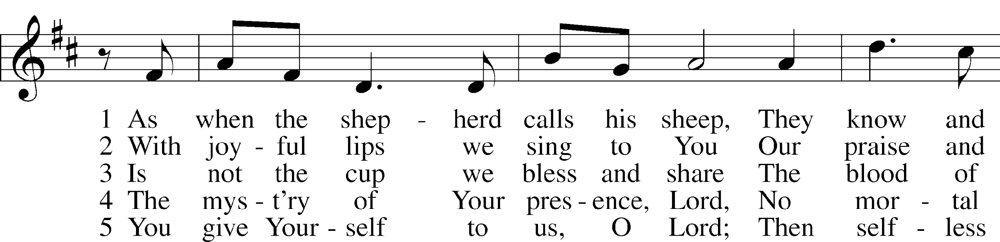 1 As when the shep - herd calls his sheep, They know and
2 With joy - ful lips we sing to You Our praise and
3 Is not the cup we bless and share The blood of
4 The mys - t’ry of Your pres - ence, Lord, No mor - tal
5 You give Your - self to us, O Lord; Then self - less